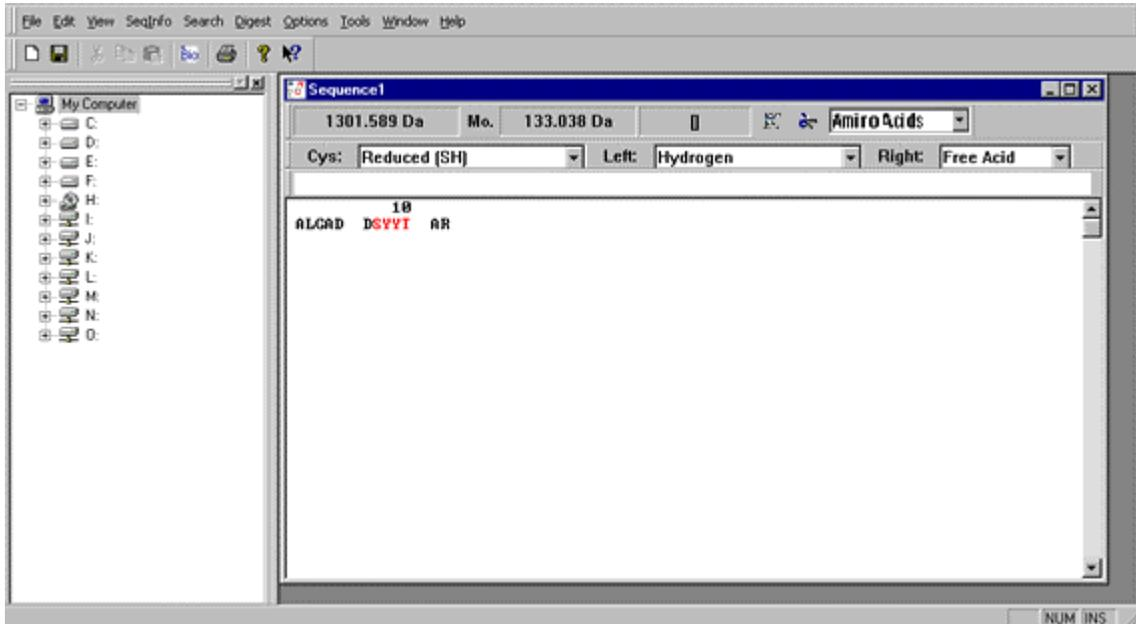 File Edit View SeqInfo Search Digest Options Tools Window Help
Bio
My Computer
C:
D:
E:
F:
H:
I:
J:
K:
L:
M:
N:
O:
Sequence1
1301.589 Da Mo. 133.038 Da [] Amino Acids
Cys: Reduced (SH) Left: Hydrogen Right: Free Acid
10
ALCAD DSYYT AR
NUM INS